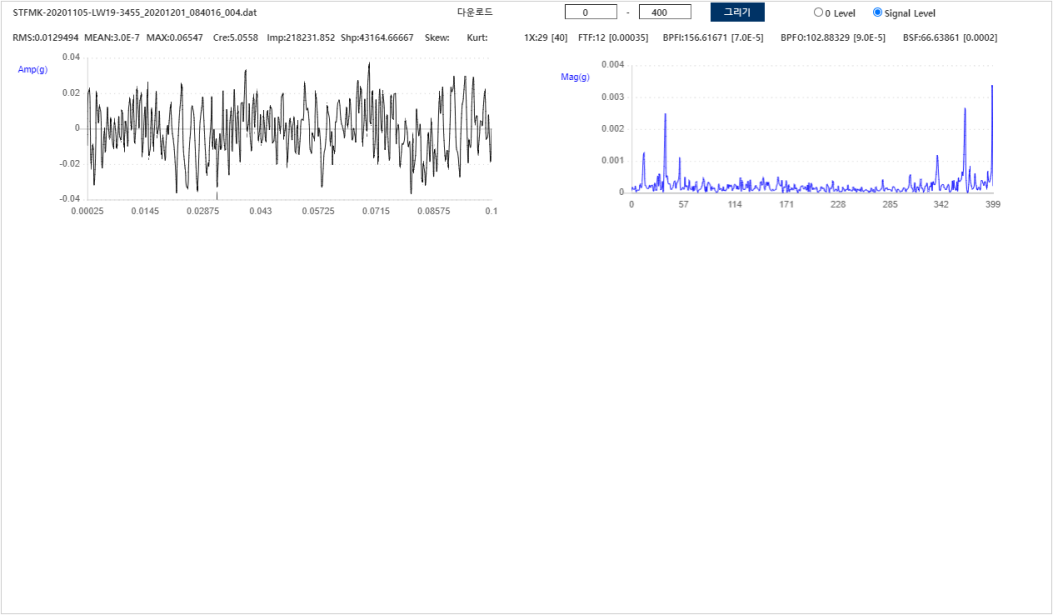 STFMK-20201105-LW19-3455_20201201_084016_004.dat 다운로드 0 - 400 그리기 0 Level Signal Level
RMS:0.0129494 MEAN:3.0E-7 MAX:0.06547 Cre:5.0558 Imp:218231.852 Shp:43164.66667 Skew: Kurt: 1X:29 [40] FTF:12 [0.00035] BPFI:156.61671 [7.0E-5] BPFO:102.88329 [9.0E-5] BSF:66.63861 [0.0002]
Amp(g)
0.04
0.02
0
-0.02
-0.04
0.00025 0.0145 0.02875 0.043 0.05725 0.0715 0.08575 0.1
Mag(g)
0.004
0.003
0.002
0.001
0
0 57 114 171 228 285 342 399